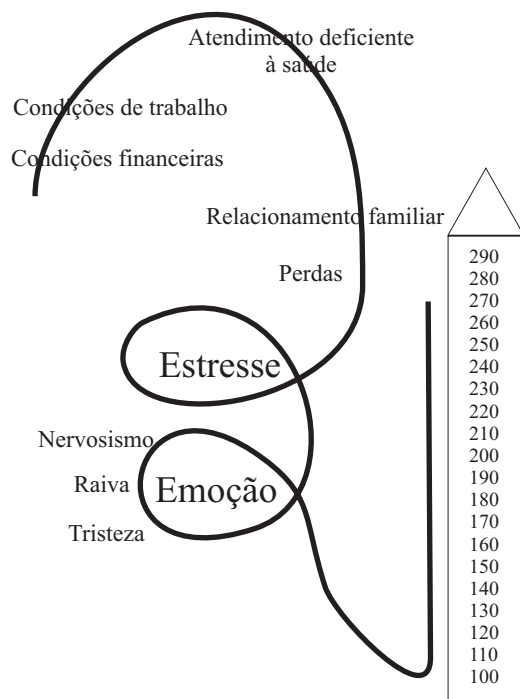 Atendimento deficiente
à saúde
Condições de trabalho
Condições financeiras
Relacionamento familiar
Perdas
Estresse
Nervosismo
Raiva
Emoção
Tristeza
290
280
270
260
250
240
230
220
210
200
190
180
170
160
150
140
130
120
110
100